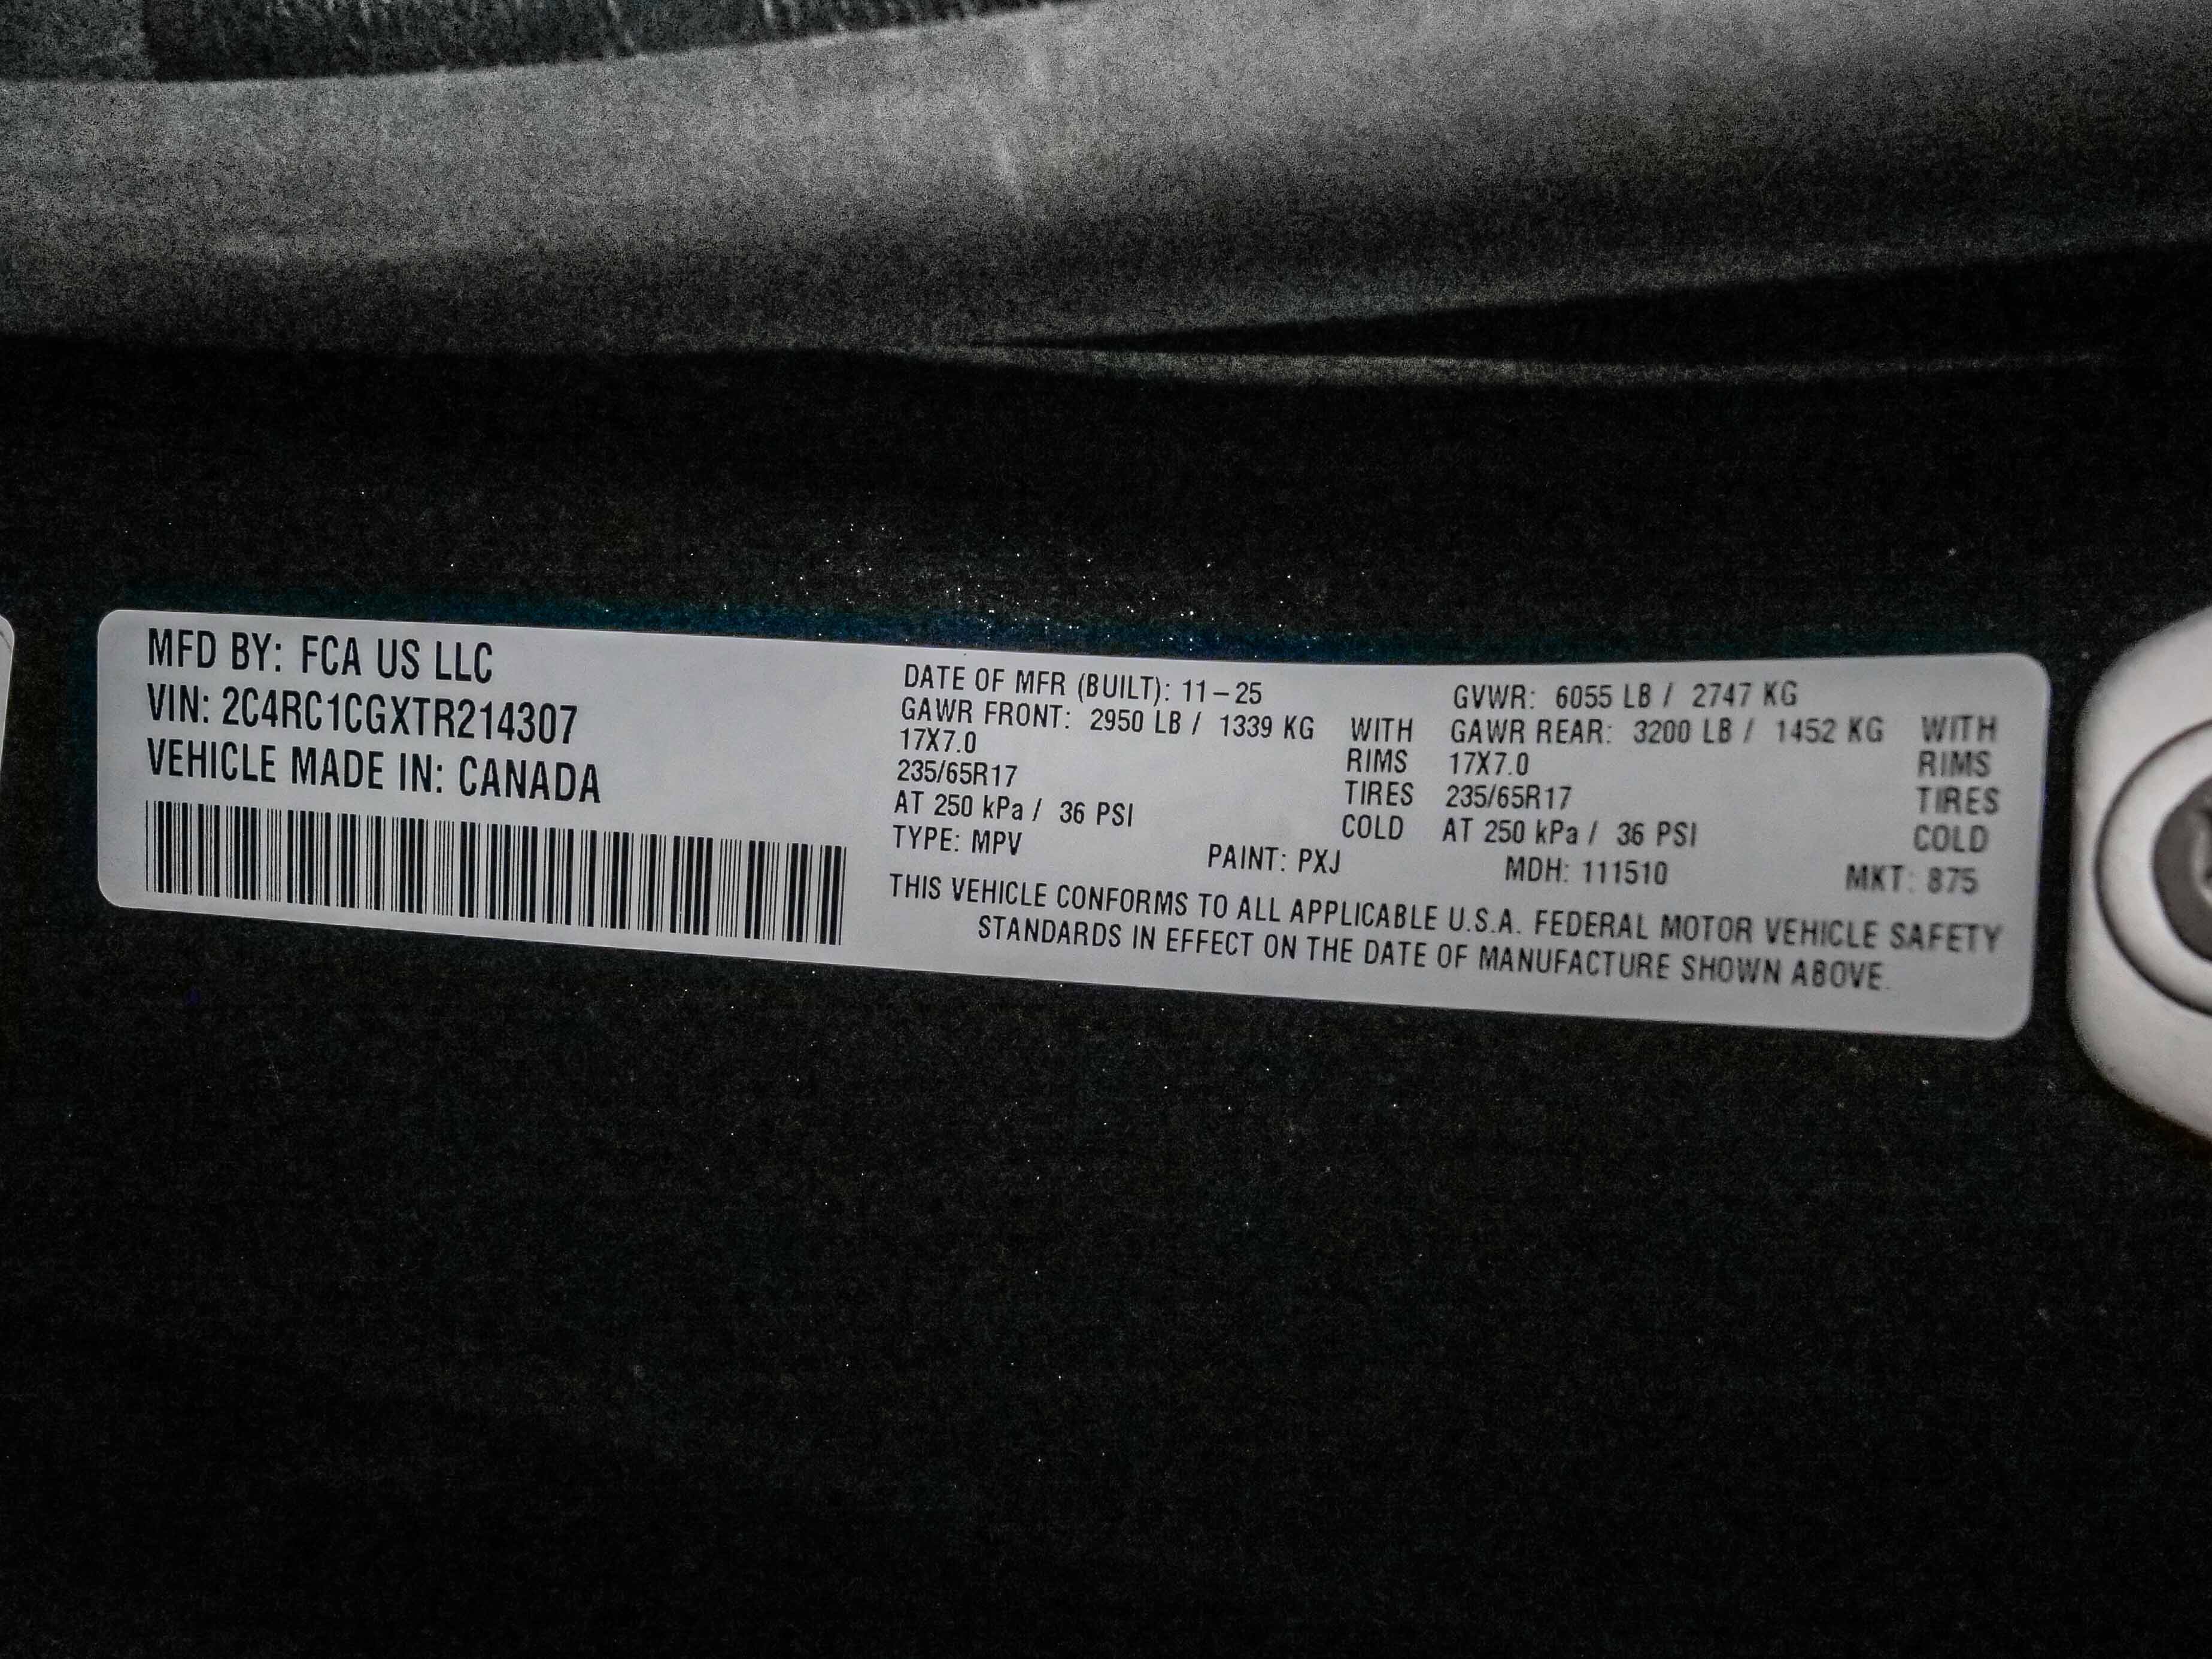 MFD BY: FCA US LLC
VIN: 2C4RC1CGXTR214307
VEHICLE MADE IN: CANADA
DATE OF MFR (BUILT): 11-25 GVWR: 6055 LB / 2747 KG
GAWR FRONT: 2950 LB / 1339 KG WITH GAWR REAR: 3200 LB / 1452 KG WITH
17X7.0 RIMS 17X7.0 RIMS
235/65R17 TIRES 235/65R17 TIRES
AT 250 kPa / 36 PSI COLD AT 250 kPa / 36 PSI COLD
TYPE: MPV PAINT: PXJ MDH: 111510 MKT: 875
THIS VEHICLE CONFORMS TO ALL APPLICABLE U.S.A. FEDERAL MOTOR VEHICLE SAFETY
STANDARDS IN EFFECT ON THE DATE OF MANUFACTURE SHOWN ABOVE.